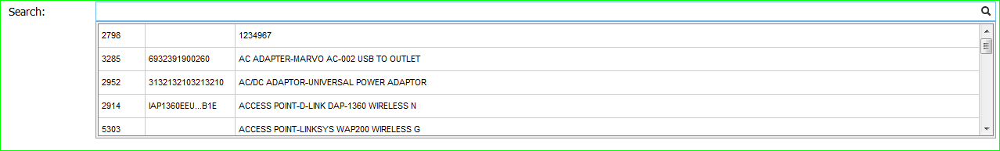 Search:
2798 1234967
3285 6932391900260 AC ADAPTER-MARVO AC-002 USB TO OUTLET
2952 3132132103213210 AC/DC ADAPTOR-UNIVERSAL POWER ADAPTOR
2914 IAP1360EEU...B1E ACCESS POINT-D-LINK DAP-1360 WIRELESS N
5303 ACCESS POINT-LINKSYS WAP200 WIRELESS G